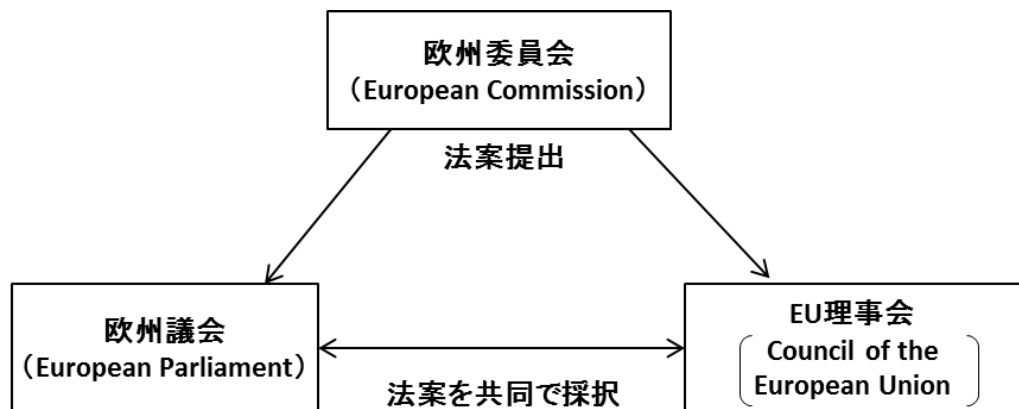 欧州委員会
（European Commission）
法案提出
欧州議会
（European Parliament）
EU理事会
Council of the
European Union
法案を共同で採択